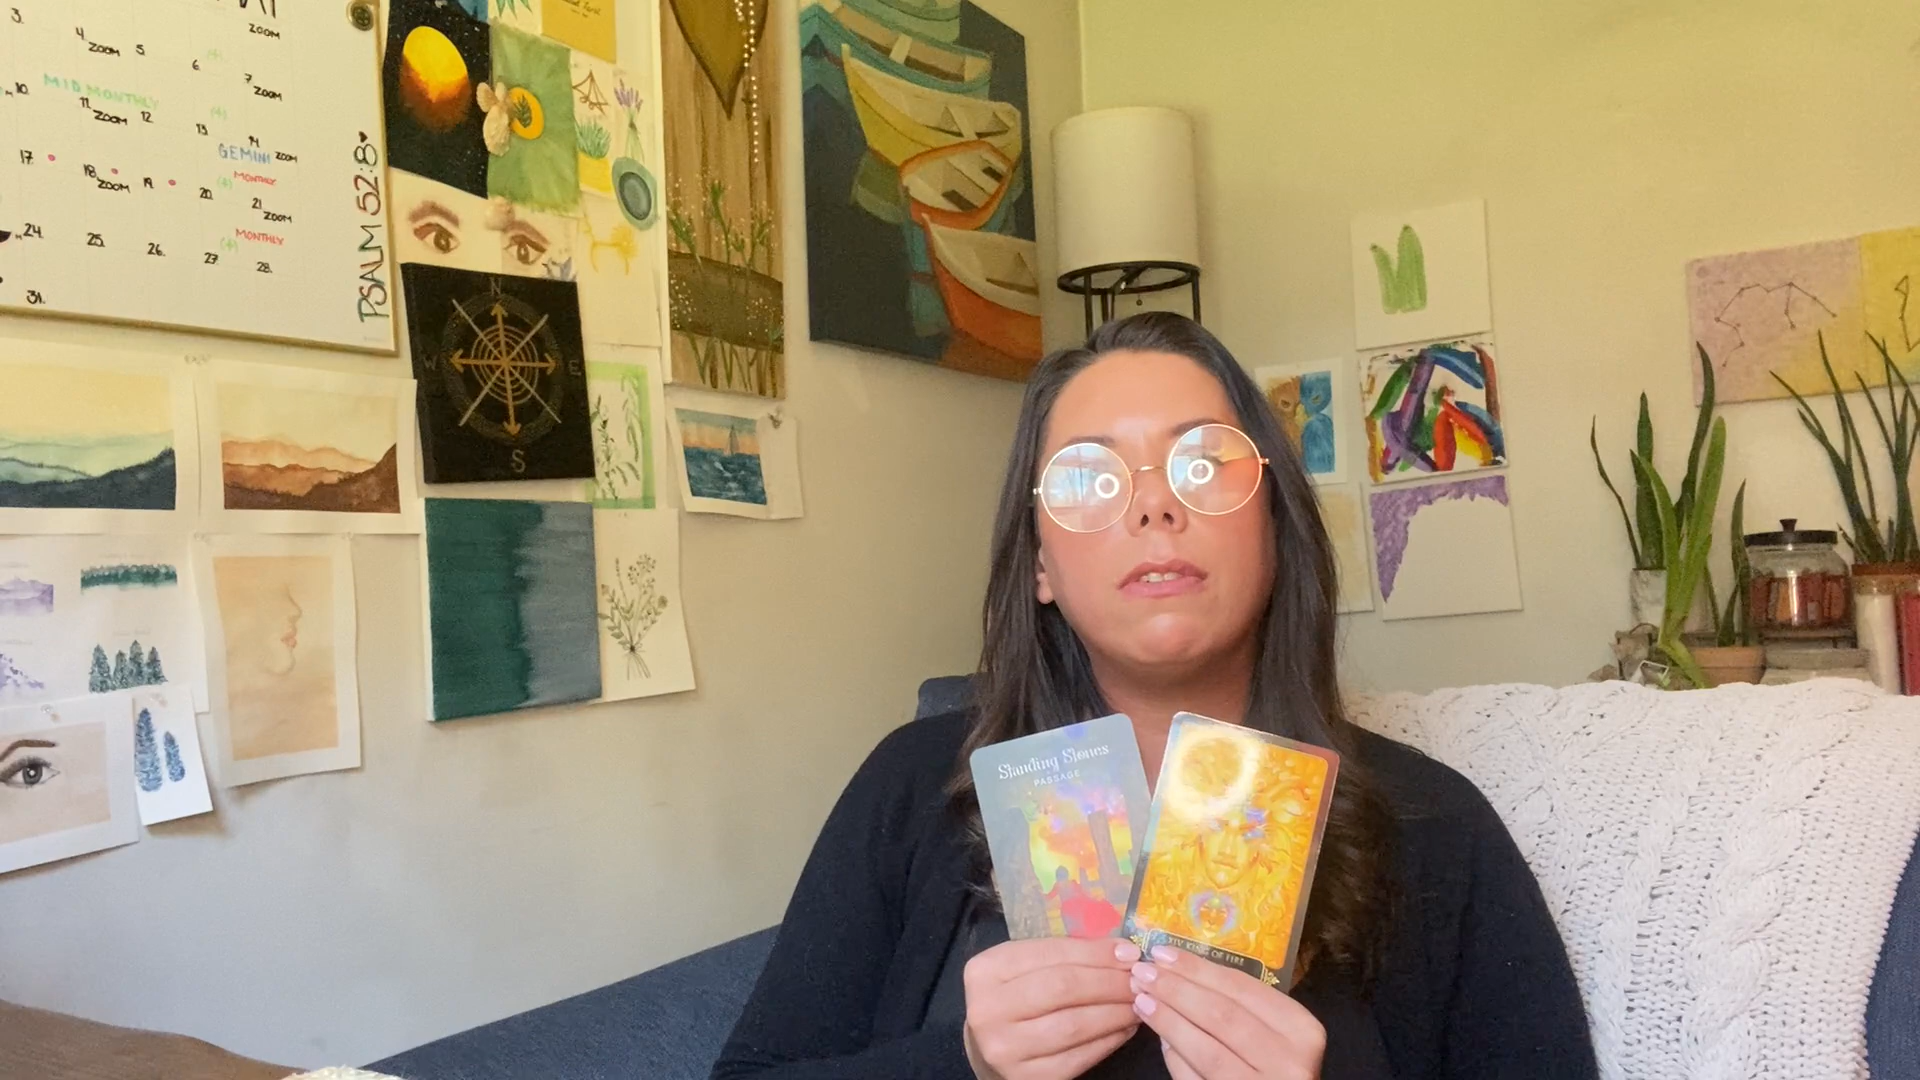 3.
4.
ZOOM
5.
6.
ZOOM
7.
ZOOM
10.
MID MONTHLY
11.
ZOOM
12.
13.
14
GEMINI ZOOM
17.
18.
ZOOM
19.
20.
MONTHLY
21
ZOOM
24.
25.
26.
27.
MONTHLY
28.
31.
PSALM 52:8
N
W
E
S
Standing Stones
PASSAGE
XIV KING OF FIRE